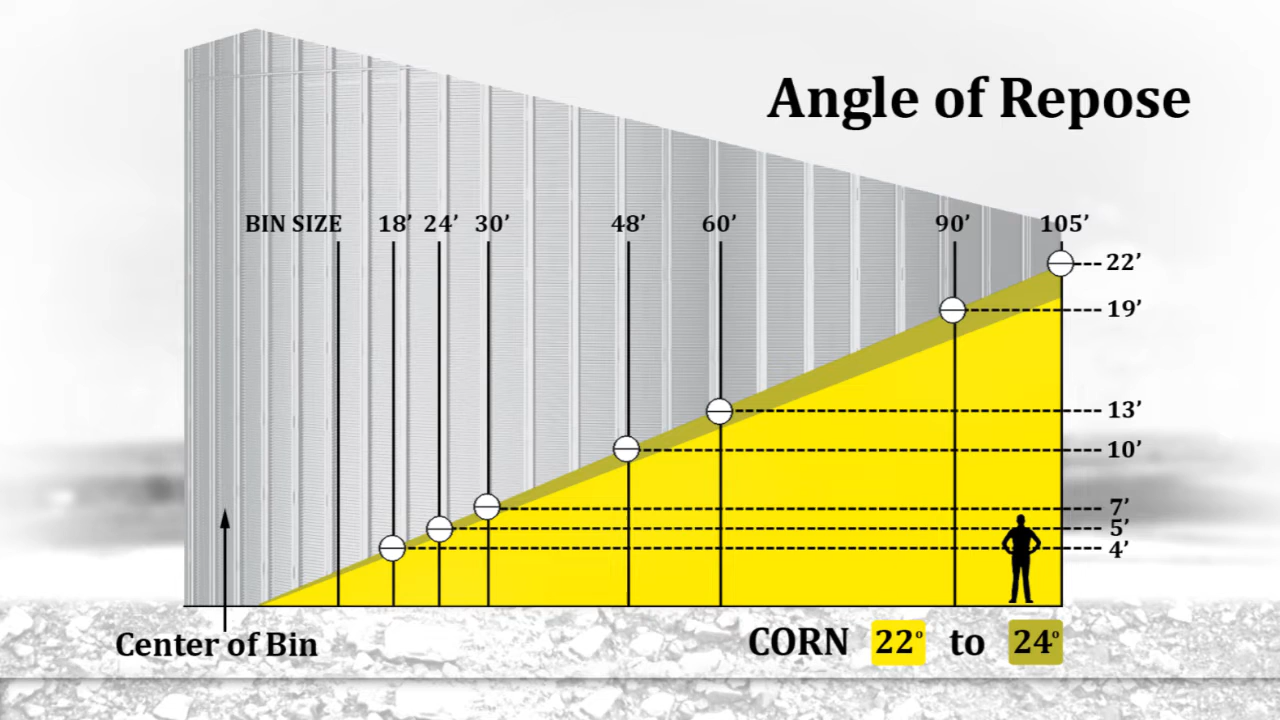 Angle of Repose
BIN SIZE 18’ 24’ 30’ 48’ 60’ 90’ 105’
22’
19’
13’
10’
7’
5’
4’
Center of Bin
CORN 22° to 24°